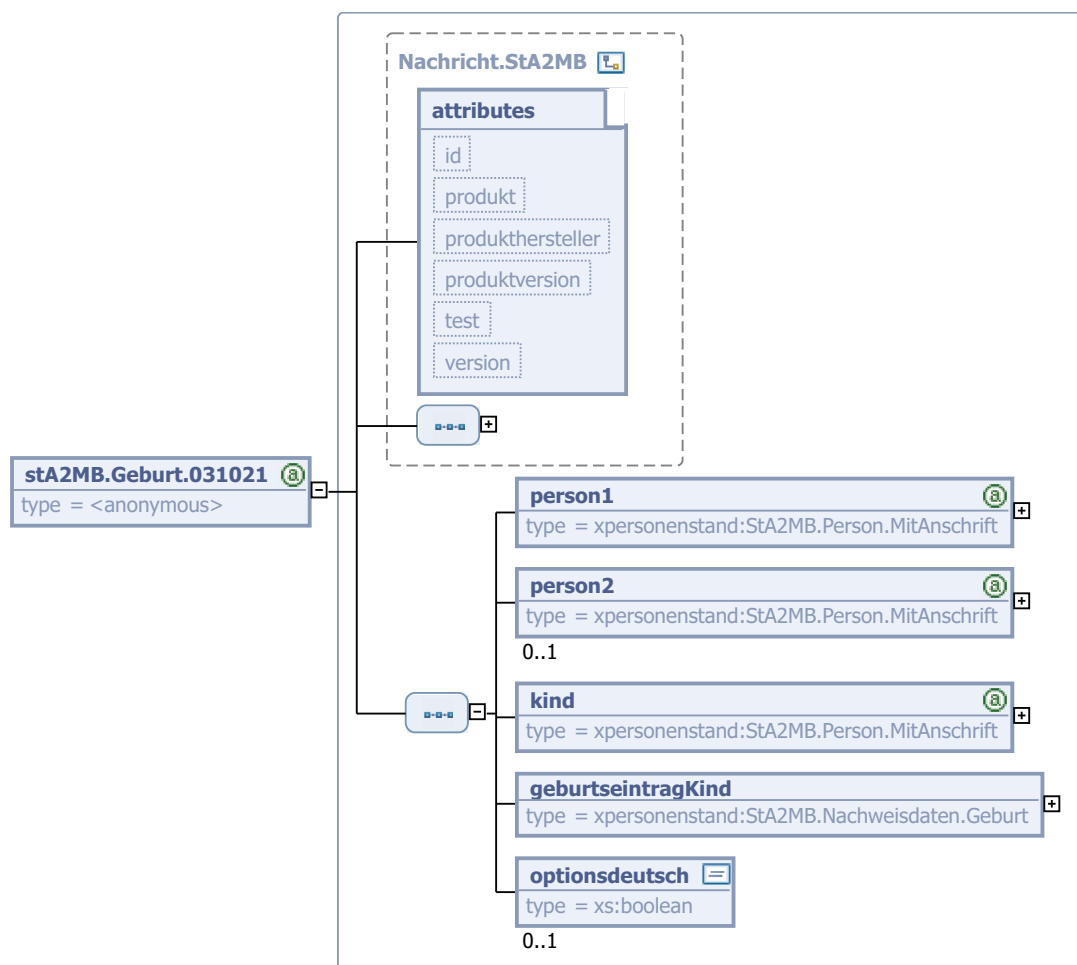 Nachricht.StA2MB
attributes
id
produkt
produkthersteller
produktversion
test
version
stA2MB.Geburt.031021
type = <anonymous>
person1
type = xpersonenstand:StA2MB.Person.MitAnschrift
person2
type = xpersonenstand:StA2MB.Person.MitAnschrift
0..1
kind
type = xpersonenstand:StA2MB.Person.MitAnschrift
geburtseintragKind
type = xpersonenstand:StA2MB.Nachweisdaten.Geburt
optionsdeutsch
type = xs:boolean
0..1